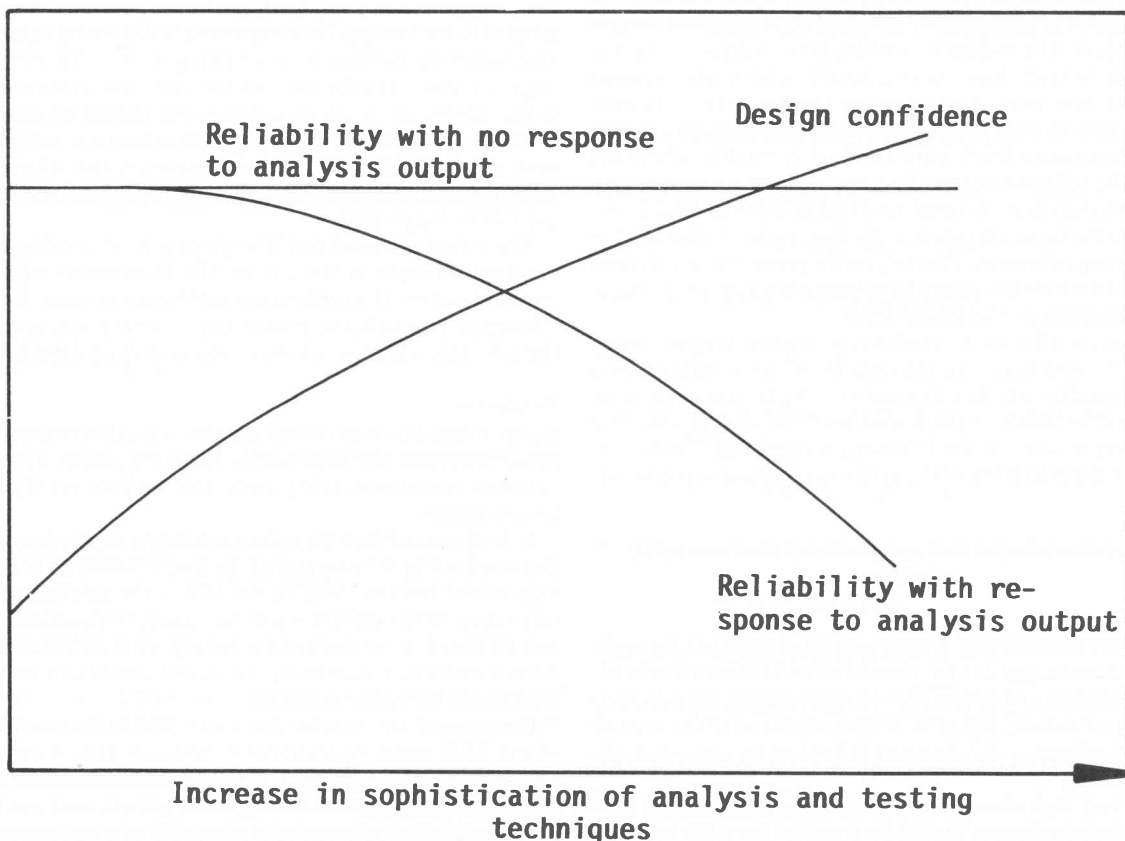 Reliability with no response
to analysis output
Design confidence
Reliability with re-
sponse to analysis output
Increase in sophistication of analysis and testing
techniques